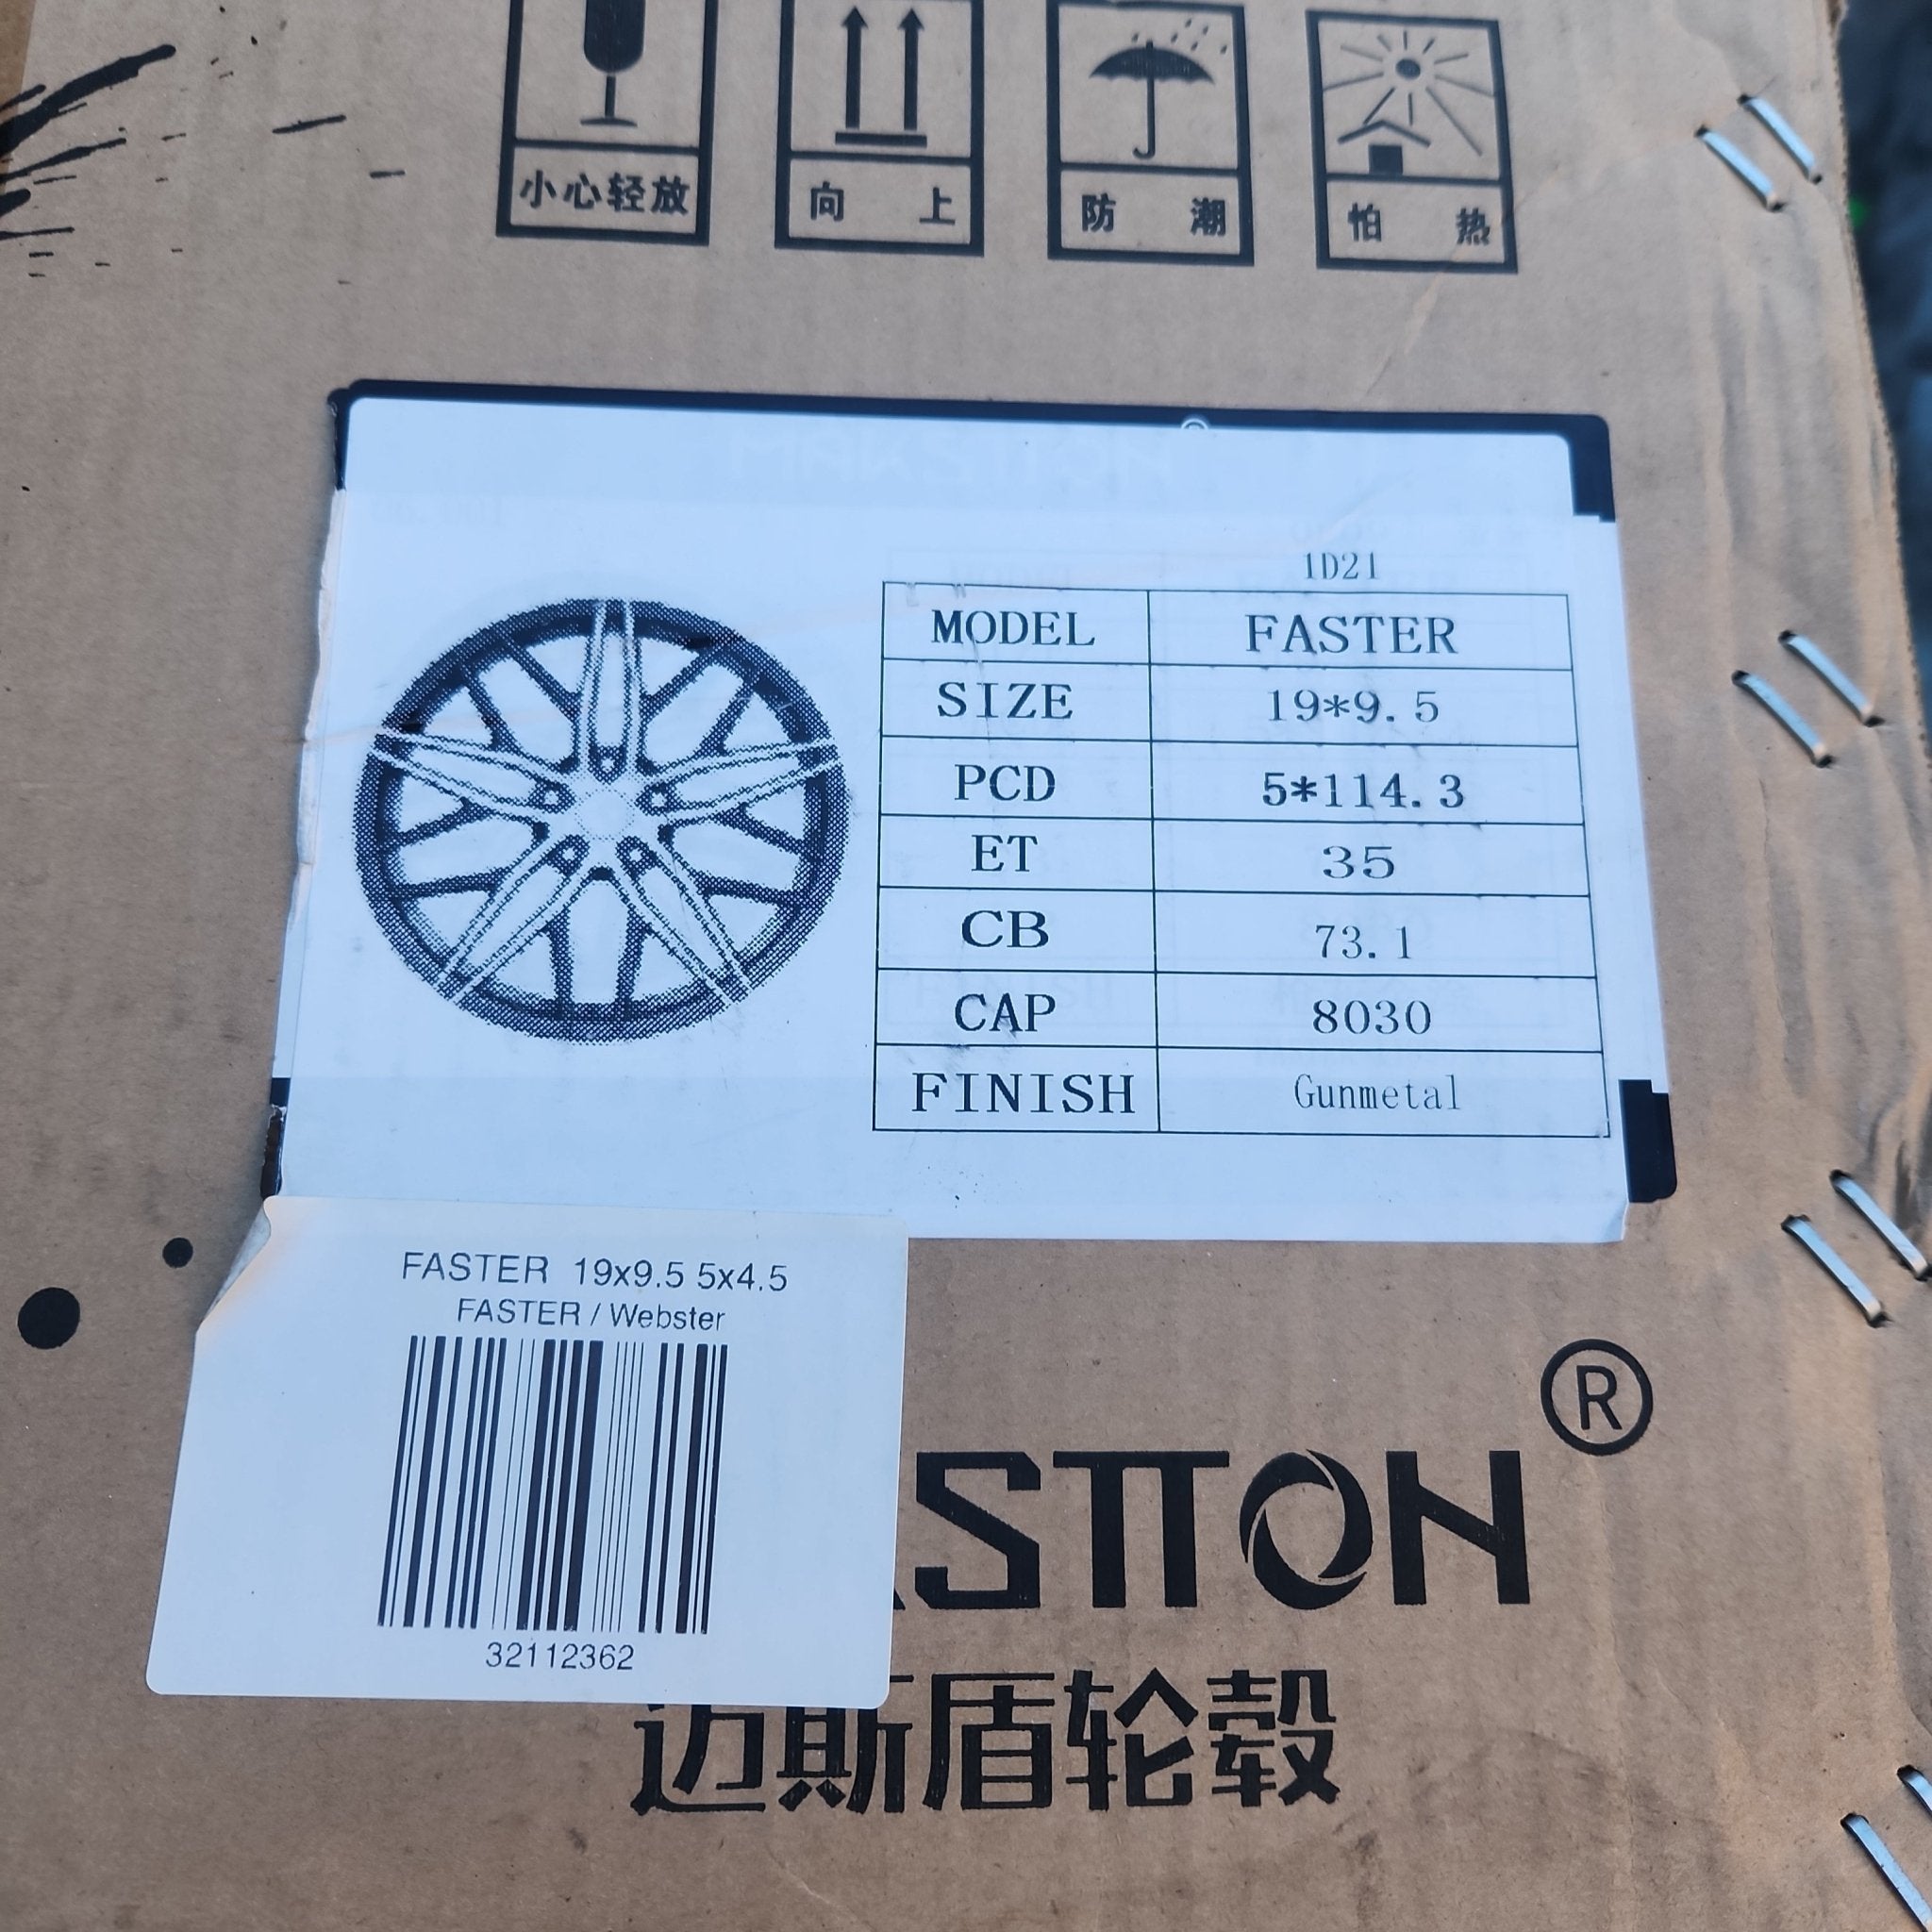 小心轻放
向上
防潮
怕热
1D21
MODEL FASTER
SIZE 19*9.5
PCD 5*114.3
ET 35
CB 73.1
CAP 8030
FINISH Gunmetal
FASTER 19x9.5 5x4.5
FASTER / Webster
32112362
ASTTON ®
迈斯盾轮毂